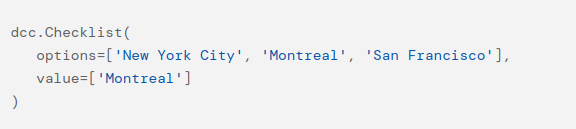 dcc.Checklist(
   options=['New York City', 'Montreal', 'San Francisco'],
   value=['Montreal']
)